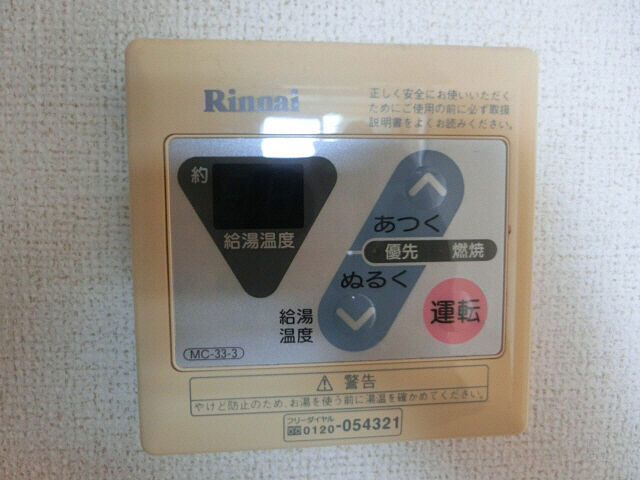 Rinnai
正しく安全にお使いいただく
ためにご使用の前に必ず取扱
説明書をよくお読みください。
約
給湯温度
あつく
優先 燃焼
ぬるく
給湯
温度
運転
MC-33-3
⚠ 警告
やけど防止のため、お湯を使う前に湯温を確かめてください。
フリーダイヤル
0120-054321